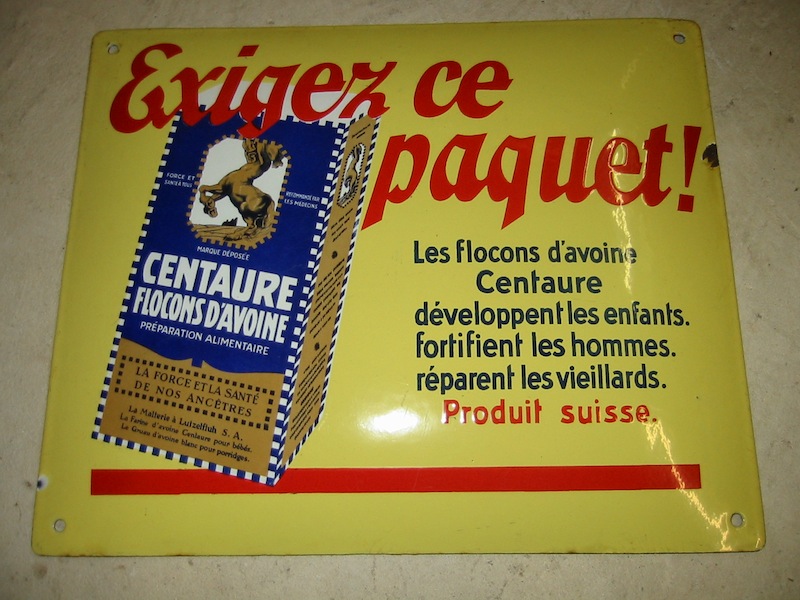 Exigez ce
paquet!
FORCE ET
SANTÉ A TOUS
RECOMMANDÉ PAR
LES MÉDECINS
MARQUE DÉPOSÉE
CENTAURE
FLOCONS D'AVOINE
PRÉPARATION ALIMENTAIRE
LA FORCE ET LA SANTÉ
DE NOS ANCÊTRES
La Malterie à Lutzelfluh S. A.
La Farine d'avoine Centaure pour bébés.
Le Gruau d'avoine blanc pour porridges.
Les flocons d'avoine
Centaure
développent les enfants.
fortifient les hommes.
réparent les vieillards.
Produit suisse.